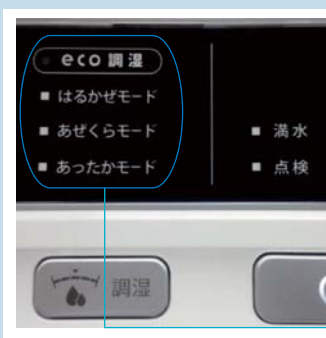 eco 調湿
■ はるかぜモード
■ あぜくらモード
■ あったかモード
■ 満水
■ 点検
調湿